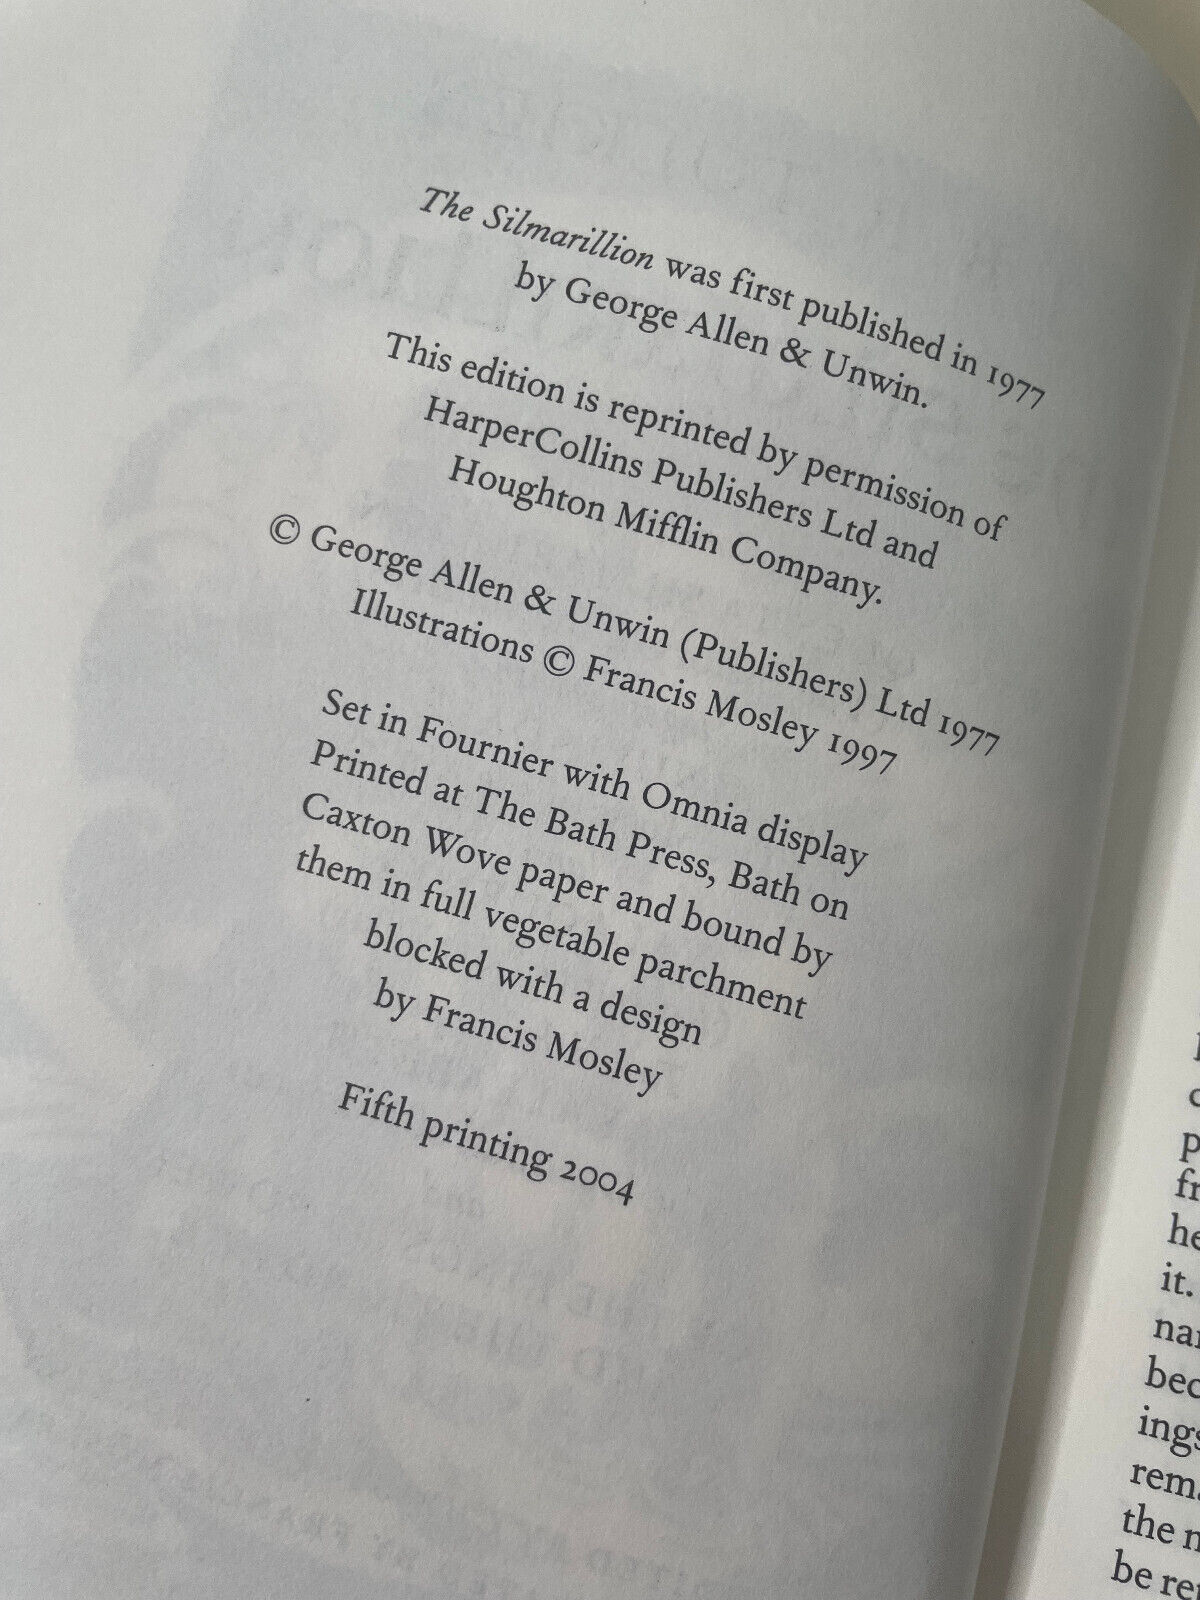 The Silmarillion was first published in 1977
by George Allen & Unwin.
This edition is reprinted by permission of
HarperCollins Publishers Ltd and
Houghton Mifflin Company.
© George Allen & Unwin (Publishers) Ltd 1977
Illustrations © Francis Mosley 1997
Set in Fournier with Omnia display
Printed at The Bath Press, Bath on
Caxton Wove paper and bound by
them in full vegetable parchment
blocked with a design
by Francis Mosley
Fifth printing 2004
it.
the
be